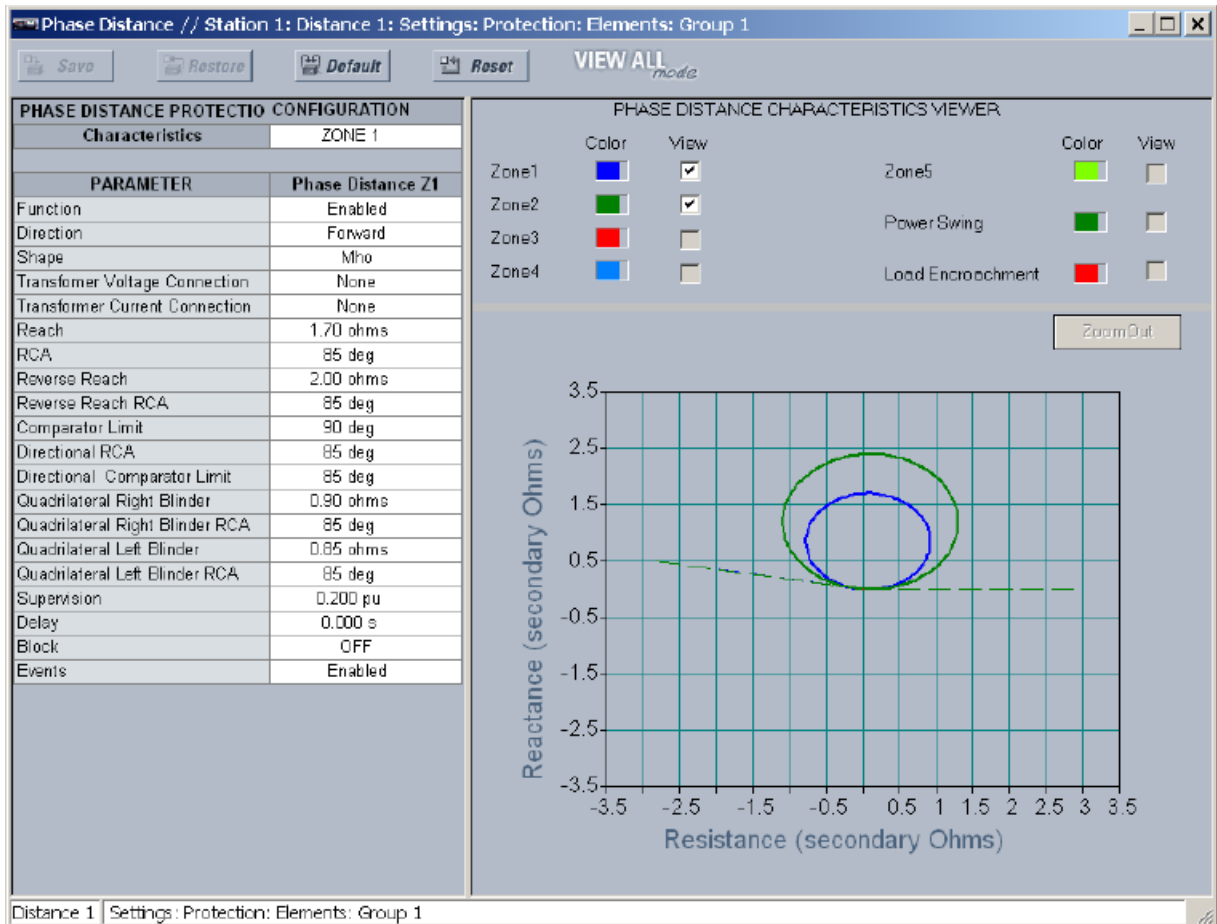 Phase Distance // Station 1: Distance 1: Settings: Protection: Elements: Group 1
Save Restore Default Reset VIEW ALL mode
PHASE DISTANCE PROTECTIO CONFIGURATION
Characteristics ZONE 1
PARAMETER Phase Distance Z1
Function Enabled
Direction Forward
Shape Mho
Transfomer Voltage Connection None
Transformer Current Connection None
Reach 1.70 ohms
RCA 85 deg
Reverse Reach 2.00 ohms
Reverse Reach RCA 85 deg
Comparator Limit 90 deg
Directional RCA 85 deg
Directional Comparator Limit 85 deg
Quadrilateral Right Blinder 0.90 ohms
Quadrilateral Right Blinder RCA 85 deg
Quadrilateral Left Blinder 0.85 ohms
Quadrilateral Left Blinder RCA 85 deg
Supervision 0.200 pu
Delay 0.000 s
Block OFF
Events Enabled
PHASE DISTANCE CHARACTERISTICS VIEWER
Color View Color View
Zone1 Zone5
Zone2
Power Swing
Zone3
Zone4 Load Encroachment
ZoomOut
3.5
2.5
1.5
0.5
-0.5
-1.5
-2.5
-3.5
Reactance (secondary Ohms)
-3.5 -2.5 -1.5 -0.5 0.5 1 1.5 2 2.5 3 3.5
Resistance (secondary Ohms)
Distance 1 Settings: Protection: Elements: Group 1